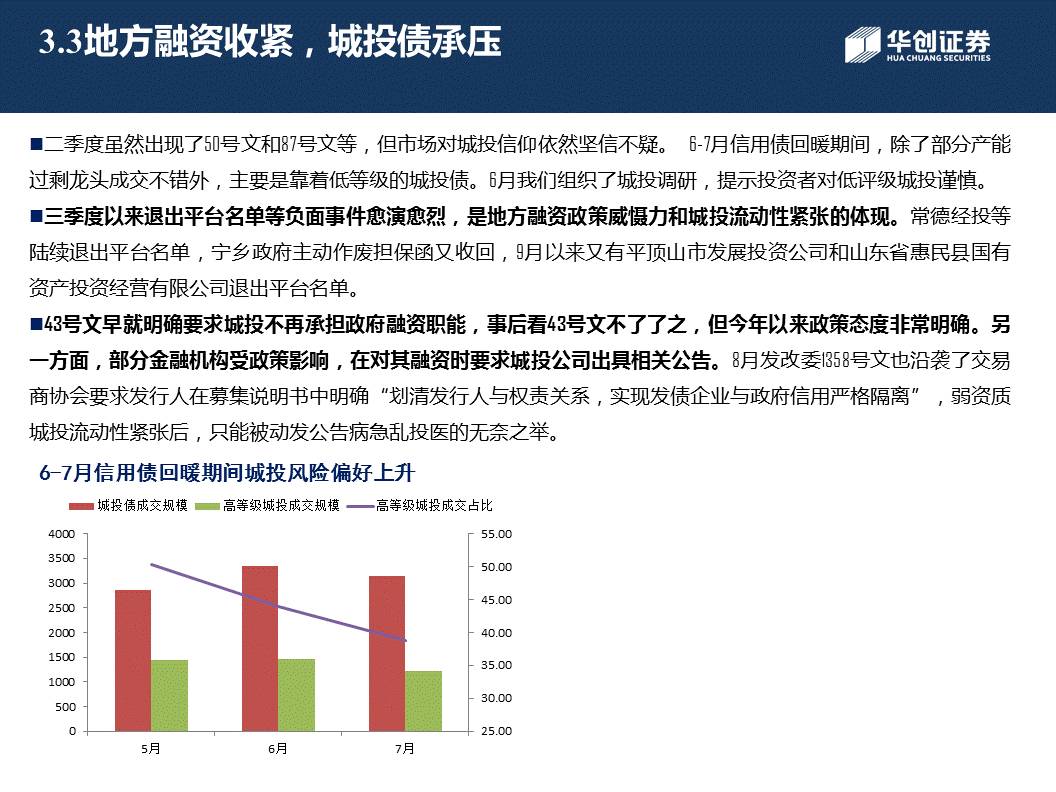 3.3地方融资收紧，城投债承压
华创证券
HUA CHUANG SECURITIES
■二季度虽然出现了50号文和87号文等，但市场对城投信仰依然坚信不疑。 6-7月信用债回暖期间，除了部分产能
过剩龙头成交不错外，主要是靠着低等级的城投债。6月我们组织了城投调研，提示投资者对低评级城投谨慎。
■三季度以来退出平台名单等负面事件愈演愈烈，是地方融资政策威慑力和城投流动性紧张的体现。常德经投等
陆续退出平台名单，宁乡政府主动作废担保函又收回，9月以来又有平顶山市发展投资公司和山东省惠民县国有
资产投资经营有限公司退出平台名单。
■43号文早就明确要求城投不再承担政府融资职能，事后看43号文不了了之，但今年以来政策态度非常明确。另
一方面，部分金融机构受政策影响，在对其融资时要求城投公司出具相关公告。8月发改委1358号文也沿袭了交易
商协会要求发行人在募集说明书中明确“划清发行人与权责关系，实现发债企业与政府信用严格隔离”，弱资质
城投流动性紧张后，只能被动发公告病急乱投医的无奈之举。
6-7月信用债回暖期间城投风险偏好上升
城投债成交规模 高等级城投成交规模 高等级城投成交占比
4000 55.00
3500 50.00
3000 45.00
2500
2000 40.00
1500 35.00
1000 30.00
500
0 25.00
5月 6月 7月